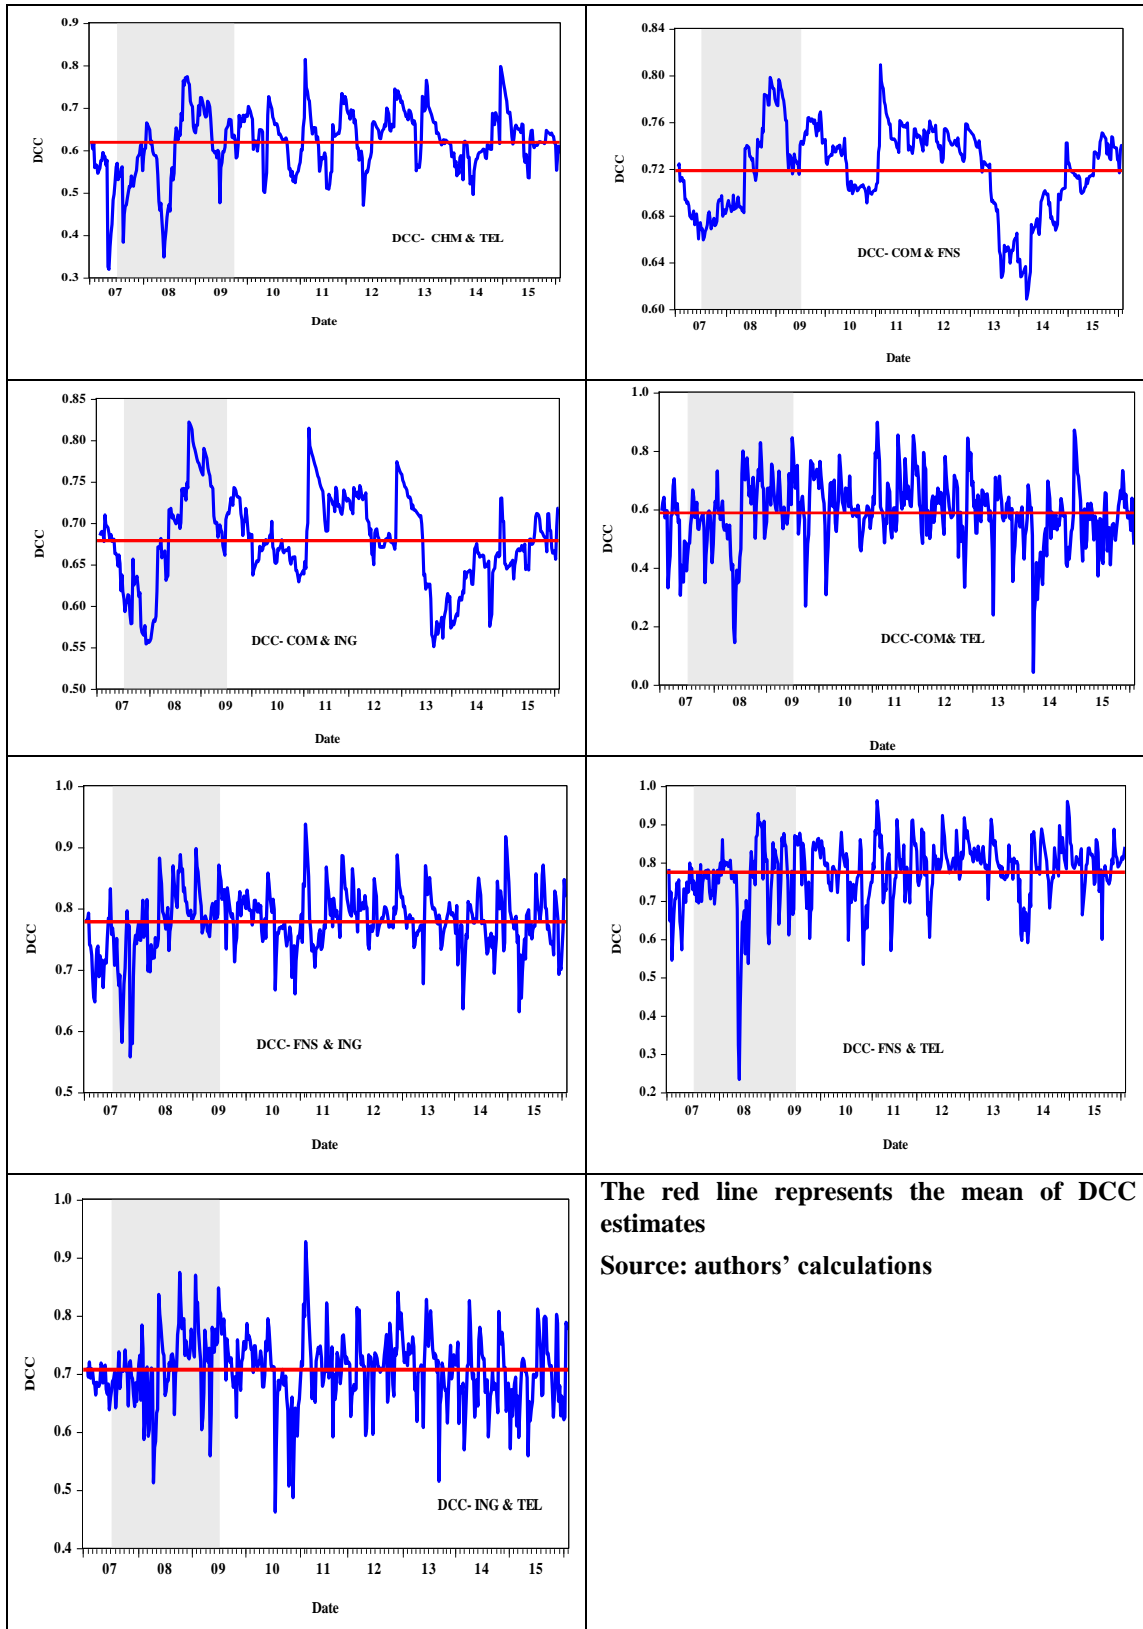 0.9
0.8
0.7
0.6
0.5
0.4
0.3
DCC
DCC- CHM & TEL
07 08 09 10 11 12 13 14 15
Date
0.84
0.80
0.76
0.72
0.68
0.64
0.60
DCC
DCC- COM & FNS
07 08 09 10 11 12 13 14 15
Date
0.85
0.80
0.75
0.70
0.65
0.60
0.55
0.50
DCC
DCC- COM & ING
07 08 09 10 11 12 13 14 15
Date
1.0
0.8
0.6
0.4
0.2
0.0
DCC
DCC-COM& TEL
07 08 09 10 11 12 13 14 15
Date
1.0
0.9
0.8
0.7
0.6
0.5
DCC
DCC- FNS & ING
07 08 09 10 11 12 13 14 15
Date
1.0
0.9
0.8
0.7
0.6
0.5
0.4
0.3
0.2
DCC
DCC- FNS & TEL
07 08 09 10 11 12 13 14 15
Date
1.0
0.9
0.8
0.7
0.6
0.5
0.4
DCC
DCC- ING & TEL
07 08 09 10 11 12 13 14 15
Date
The red line represents the mean of DCC
estimates
Source: authors’ calculations